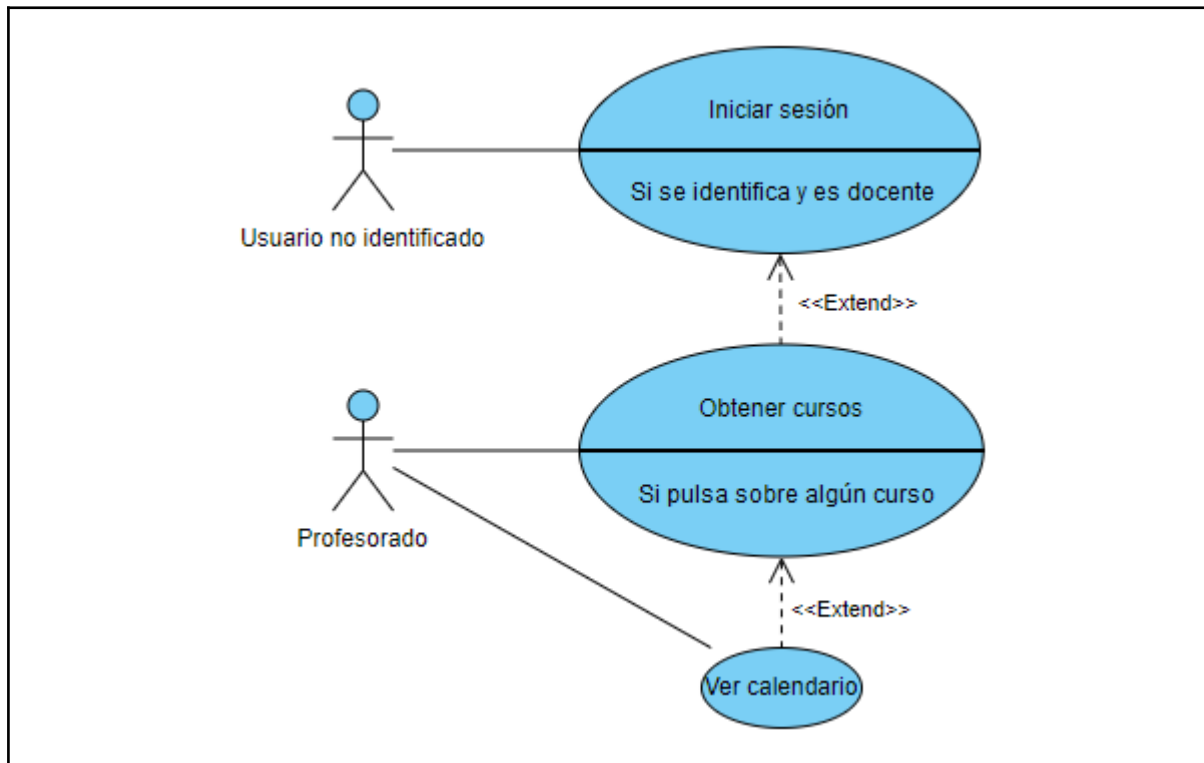 Iniciar sesión
Si se identifica y es docente
Usuario no identificado
<<Extend>>
Obtener cursos
Si pulsa sobre algún curso
Profesorado
<<Extend>>
Ver calendario